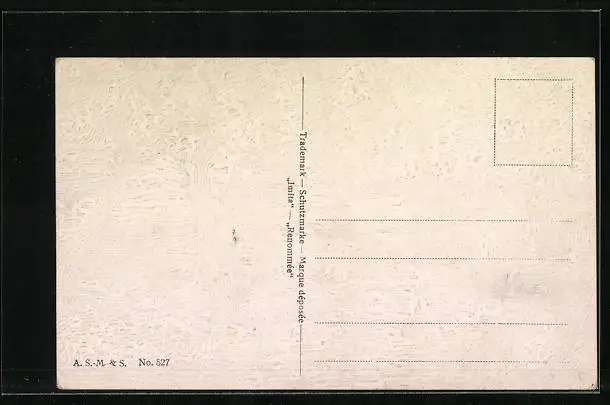 Trademark — Schutzmarke — Marque déposée
„Imita“ — „Renommée“
A. S.-M. & S. No. 527